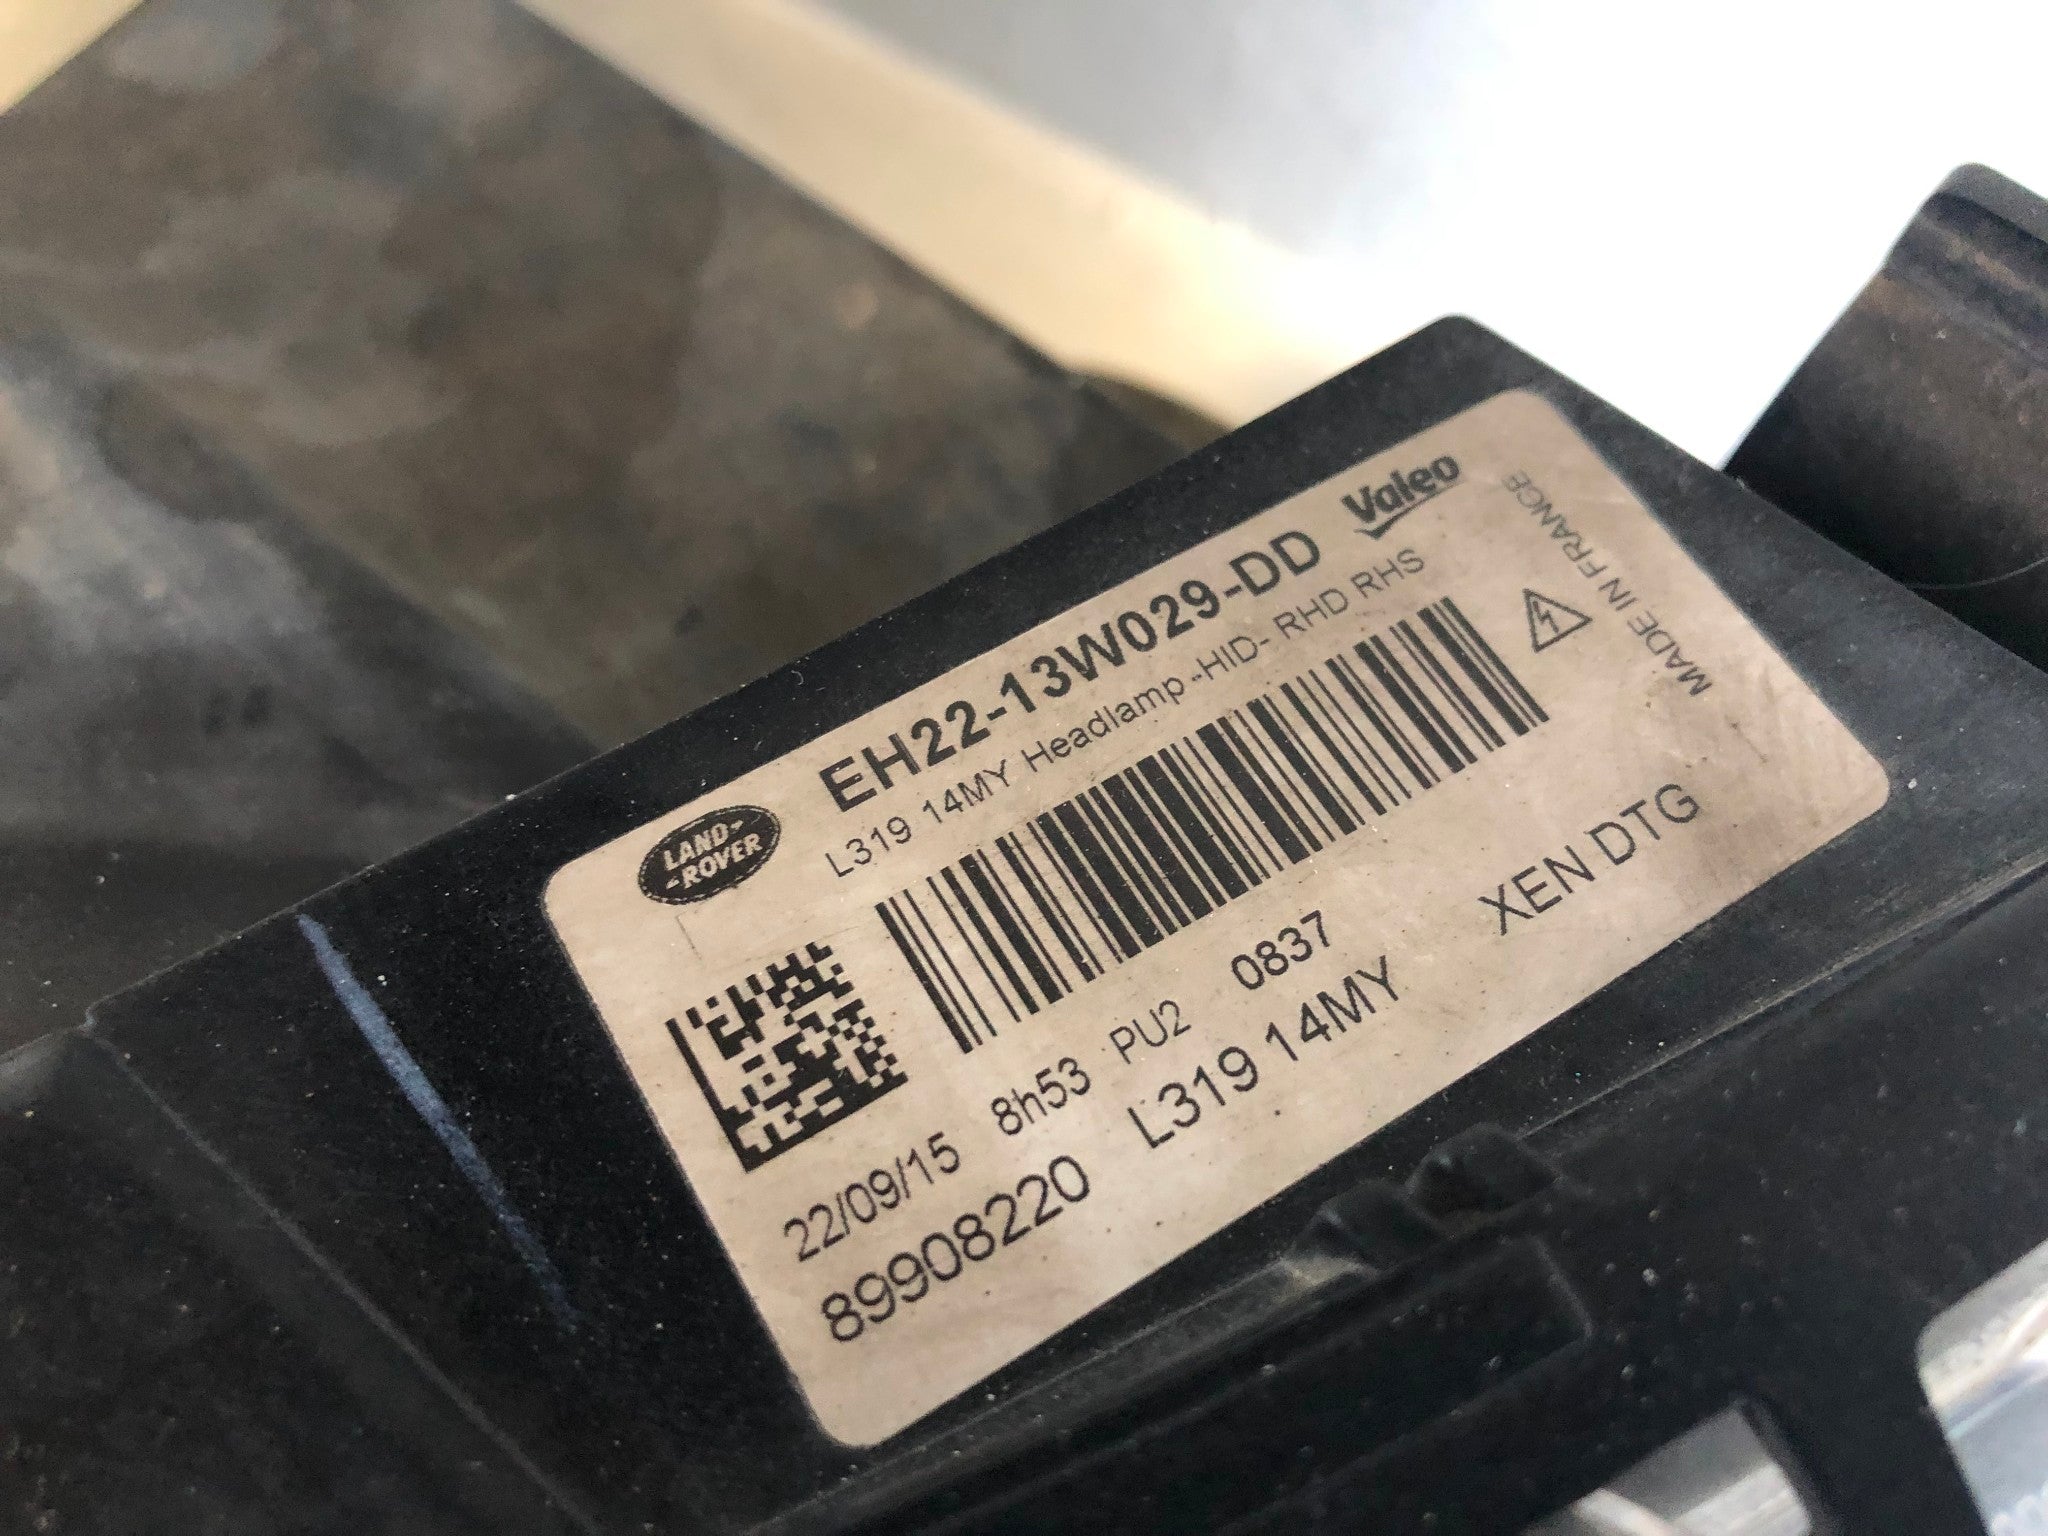 LAND-
-ROVER
EH22-13W029-DD
Valeo
L319 14MY Headlamp -HID- RHD RHS
MADE IN FRANCE
22/09/15 8h53 PU2 0837
XEN DTG
89908220 L319 14MY